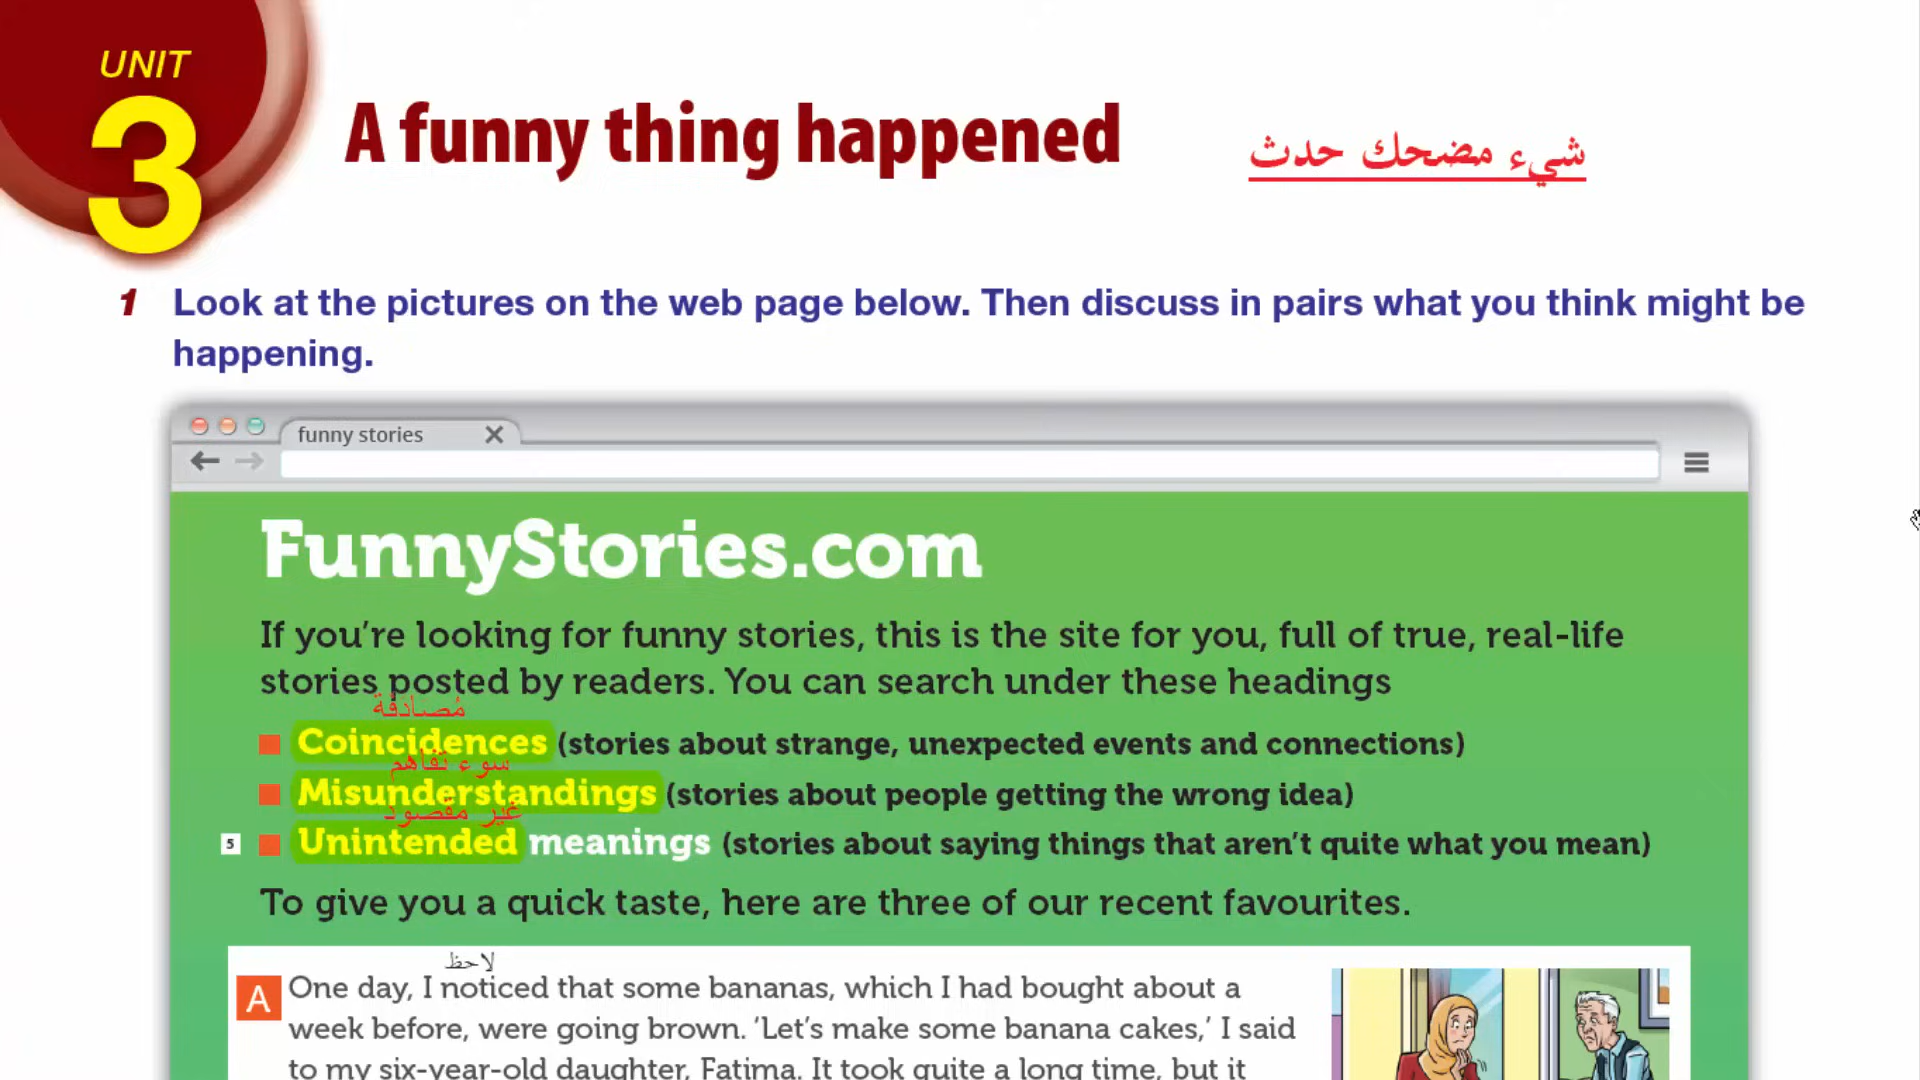 UNIT
3
A funny thing happened
شيء مضحك حدث
1 Look at the pictures on the web page below. Then discuss in pairs what you think might be
happening.
funny stories
FunnyStories.com
If you're looking for funny stories, this is the site for you, full of true, real-life
stories posted by readers. You can search under these headings
مُصادفة
Coincidences (stories about strange, unexpected events and connections)
سوء تفاهم
Misunderstandings (stories about people getting the wrong idea)
غير مقصود
5 Unintended meanings (stories about saying things that aren't quite what you mean)
To give you a quick taste, here are three of our recent favourites.
لاحظ
A One day, I noticed that some bananas, which I had bought about a
week before, were going brown. 'Let's make some banana cakes,' I said
to my six-year-old daughter, Fatima. It took quite a long time, but it